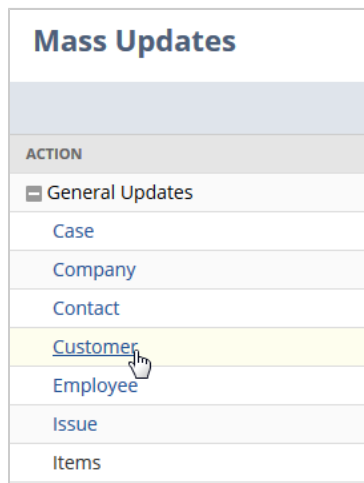 Mass Updates
ACTION
General Updates
Case
Company
Contact
Customer
Employee
Issue
Items